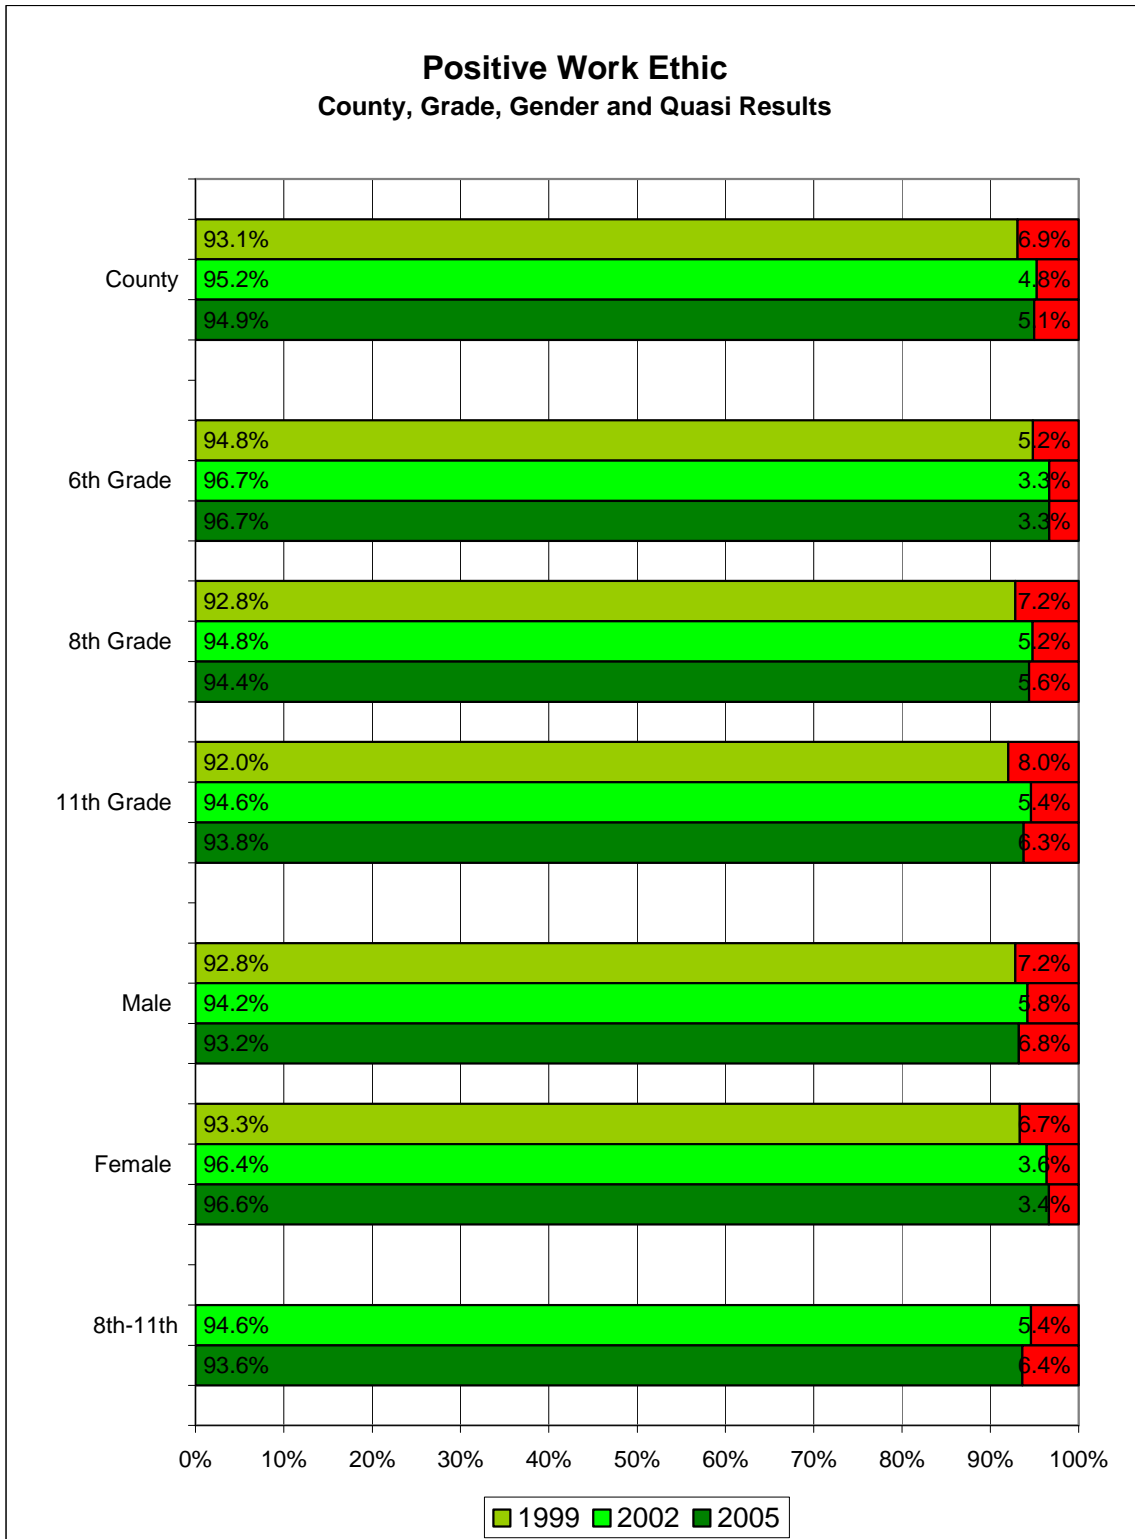 Positive Work Ethic
County, Grade, Gender and Quasi Results
County
93.1% 6.9%
95.2% 4.8%
94.9% 5.1%
6th Grade
94.8% 5.2%
96.7% 3.3%
96.7% 3.3%
8th Grade
92.8% 7.2%
94.8% 5.2%
94.4% 5.6%
11th Grade
92.0% 8.0%
94.6% 5.4%
93.8% 6.3%
Male
92.8% 7.2%
94.2% 5.8%
93.2% 6.8%
Female
93.3% 6.7%
96.4% 3.6%
96.6% 3.4%
8th-11th
94.6% 5.4%
93.6% 6.4%
0% 10% 20% 30% 40% 50% 60% 70% 80% 90% 100%
1999 2002 2005